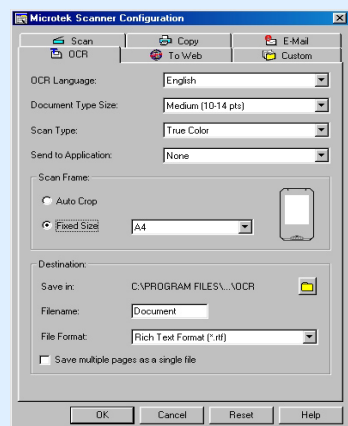 Microtek Scanner Configuration
Scan Copy E-Mail
OCR To Web Custom
OCR Language: English
Document Type Size: Medium (10-14 pts)
Scan Type: True Color
Send to Application: None
Scan Frame:
Auto Crop
Fixed Size A4
Destination:
Save in: C:\PROGRAM FILES\...\OCR
Filename: Document
File Format: Rich Text Format (*.rtf)
Save multiple pages as a single file
OK Cancel Reset Help